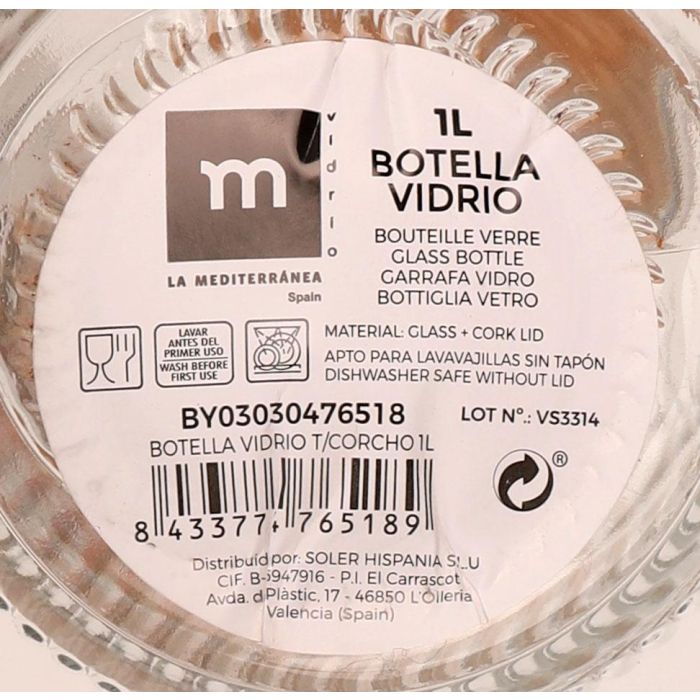 m
vidrio
LA MEDITERRÁNEA
Spain
1L
BOTELLA
VIDRIO
BOUTEILLE VERRE
GLASS BOTTLE
GARRAFA VIDRO
BOTTIGLIA VETRO
LAVAR
ANTES DEL
PRIMER USO
WASH BEFORE
FIRST USE
MATERIAL: GLASS + CORK LID
APTO PARA LAVAVAJILLAS SIN TAPÓN
DISHWASHER SAFE WITHOUT LID
BY03030476518
LOT Nº.: VS3314
BOTELLA VIDRIO T/CORCHO 1L
®
8 433774 765189
por: SOLER HISPANIA
CIF. P.I. El Carrascot
Avda. Plàstic, 17 - 46850 L'Olleria
Valencia (Spain)